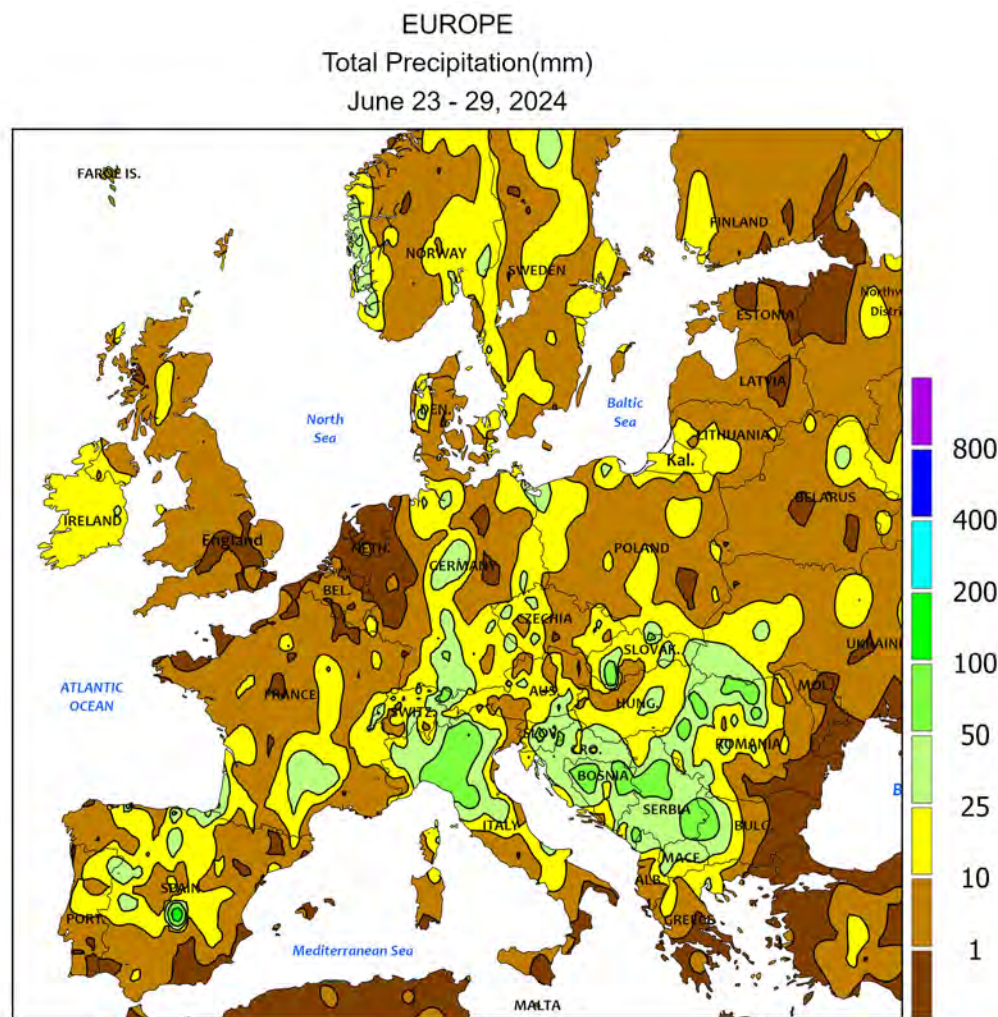 EUROPE
Total Precipitation(mm)
June 23 - 29, 2024
FAROE IS.
FINLAND
NORWAY
SWEDEN
Northw
Distri
ESTONIA
LATVIA
North
Sea
Baltic
Sea
DEN.
LITHUANIA
Kal.
800
BELARUS
IRELAND
England
400
NETH.
POLAND
GERMANY
BEL.
200
CZECHIA
UKRAINE
SLOVAK.
100
ATLANTIC
OCEAN
FRANCE
AUS
MOL.
HUNG.
SWITZ.
SLOV.
CRO.
ROMANIA
50
BOSNIA
B
SERBIA
25
ITALY
BULG.
MACE.
10
SPAIN
ALB.
PORT.
GREECE
Mediterranean Sea
1
MALTA